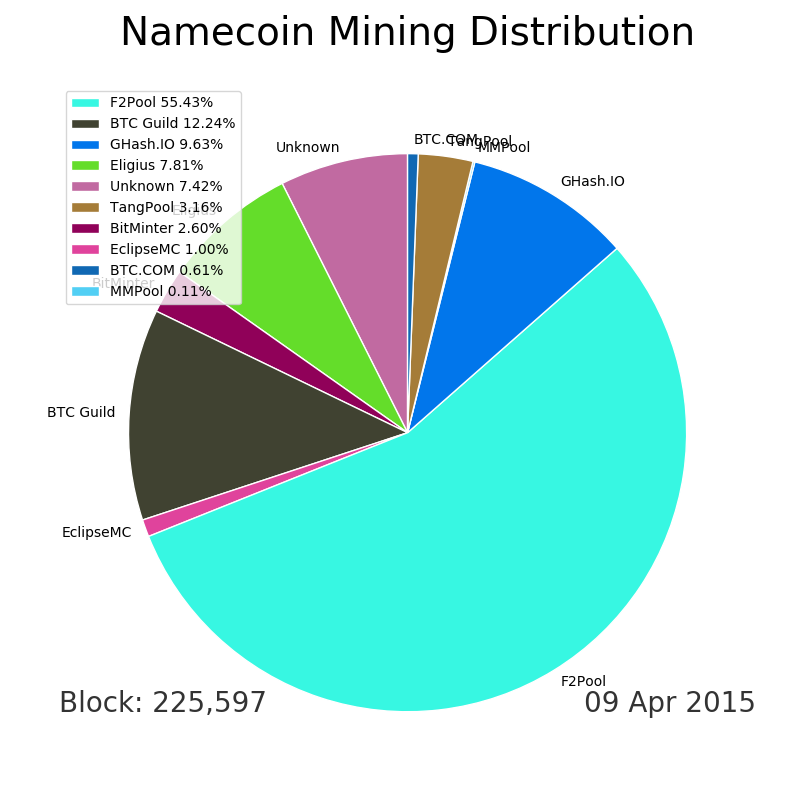 Namecoin Mining Distribution
F2Pool 55.43%
BTC Guild 12.24%
GHash.IO 9.63%
Eligius 7.81%
Unknown 7.42%
TangPool 3.16%
BitMinter 2.60%
EclipseMC 1.00%
BTC.COM 0.61%
MMPool 0.11%
BTC.COM
TangPool
MMPool
Unknown
GHash.IO
Eligius
BitMinter
BTC Guild
EclipseMC
F2Pool
Block: 225,597
09 Apr 2015